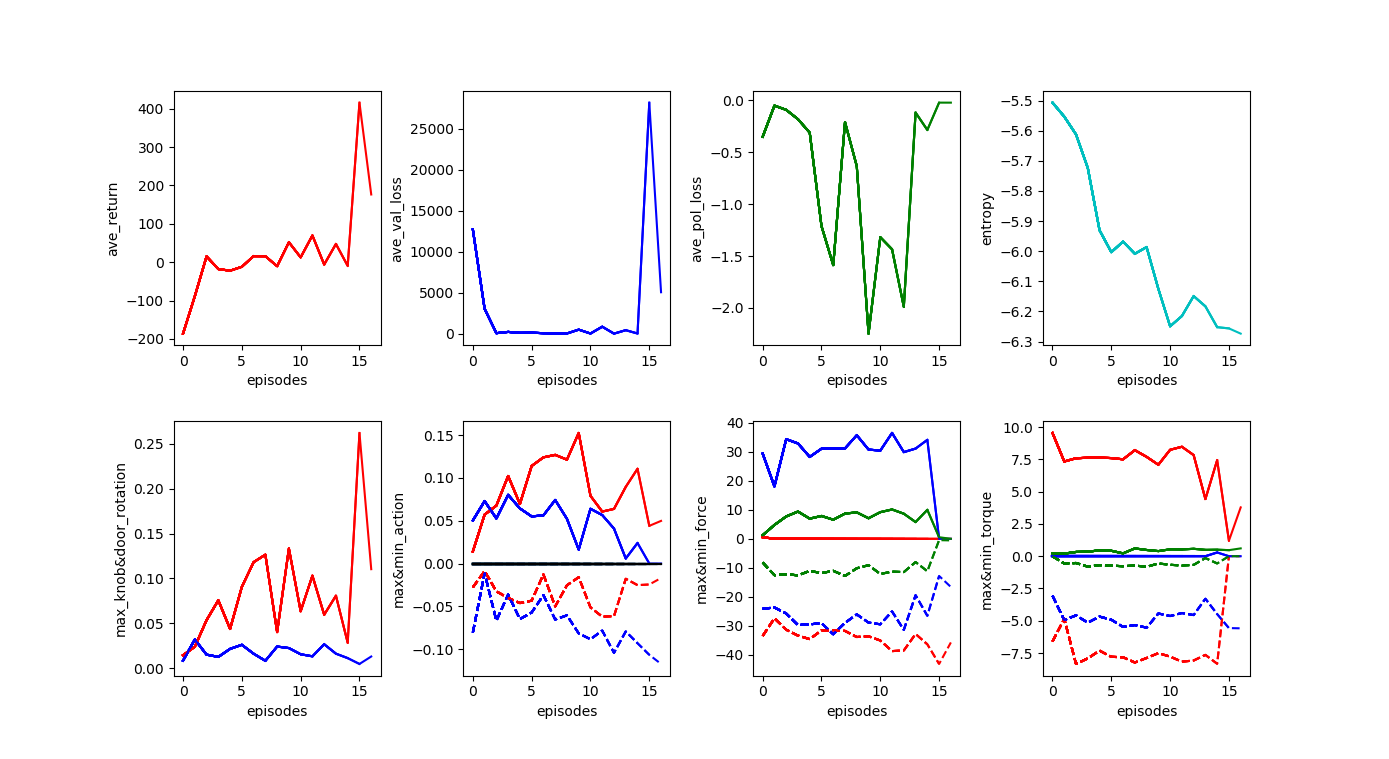 ave_return
400
300
200
100
0
−100
−200
0 5 10 15
episodes
ave_val_loss
25000
20000
15000
10000
5000
0
0 5 10 15
episodes
ave_pol_loss
0.0
−0.5
−1.0
−1.5
−2.0
0 5 10 15
episodes
entropy
−5.5
−5.6
−5.7
−5.8
−5.9
−6.0
−6.1
−6.2
−6.3
0 5 10 15
episodes
max_knob&door_rotation
0.25
0.20
0.15
0.10
0.05
0.00
0 5 10 15
episodes
max&min_action
0.15
0.10
0.05
0.00
−0.05
−0.10
0 5 10 15
episodes
max&min_force
40
30
20
10
0
−10
−20
−30
−40
0 5 10 15
episodes
max&min_torque
10.0
7.5
5.0
2.5
0.0
−2.5
−5.0
−7.5
0 5 10 15
episodes